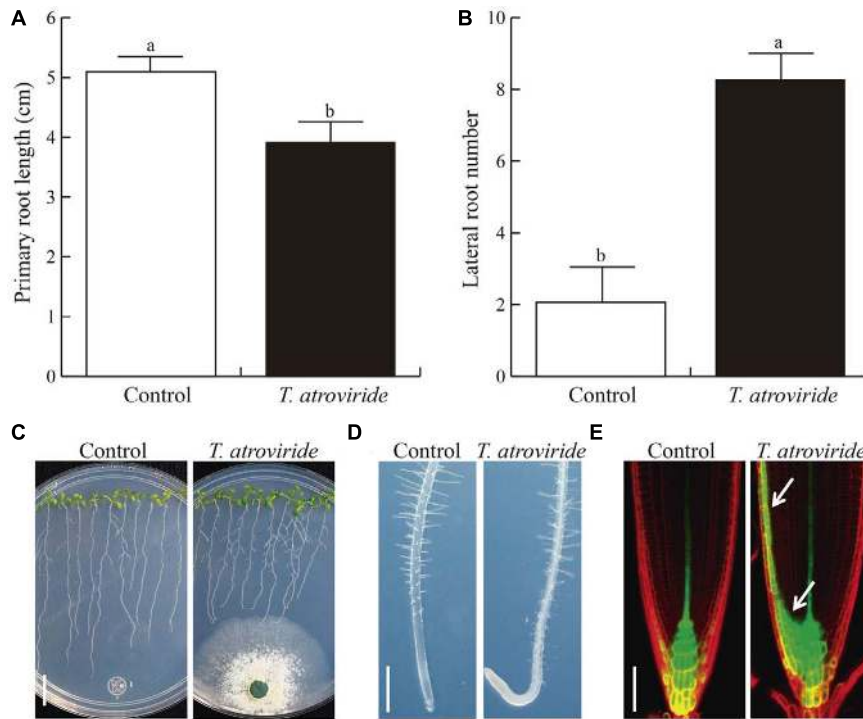 A
Primary root length (cm)
6
5
4
3
2
1
0
a
b
Control
T. atroviride
B
Lateral root number
10
8
6
4
2
0
b
a
Control
T. atroviride
C
Control
T. atroviride
D
Control
T. atroviride
E
Control
T. atroviride